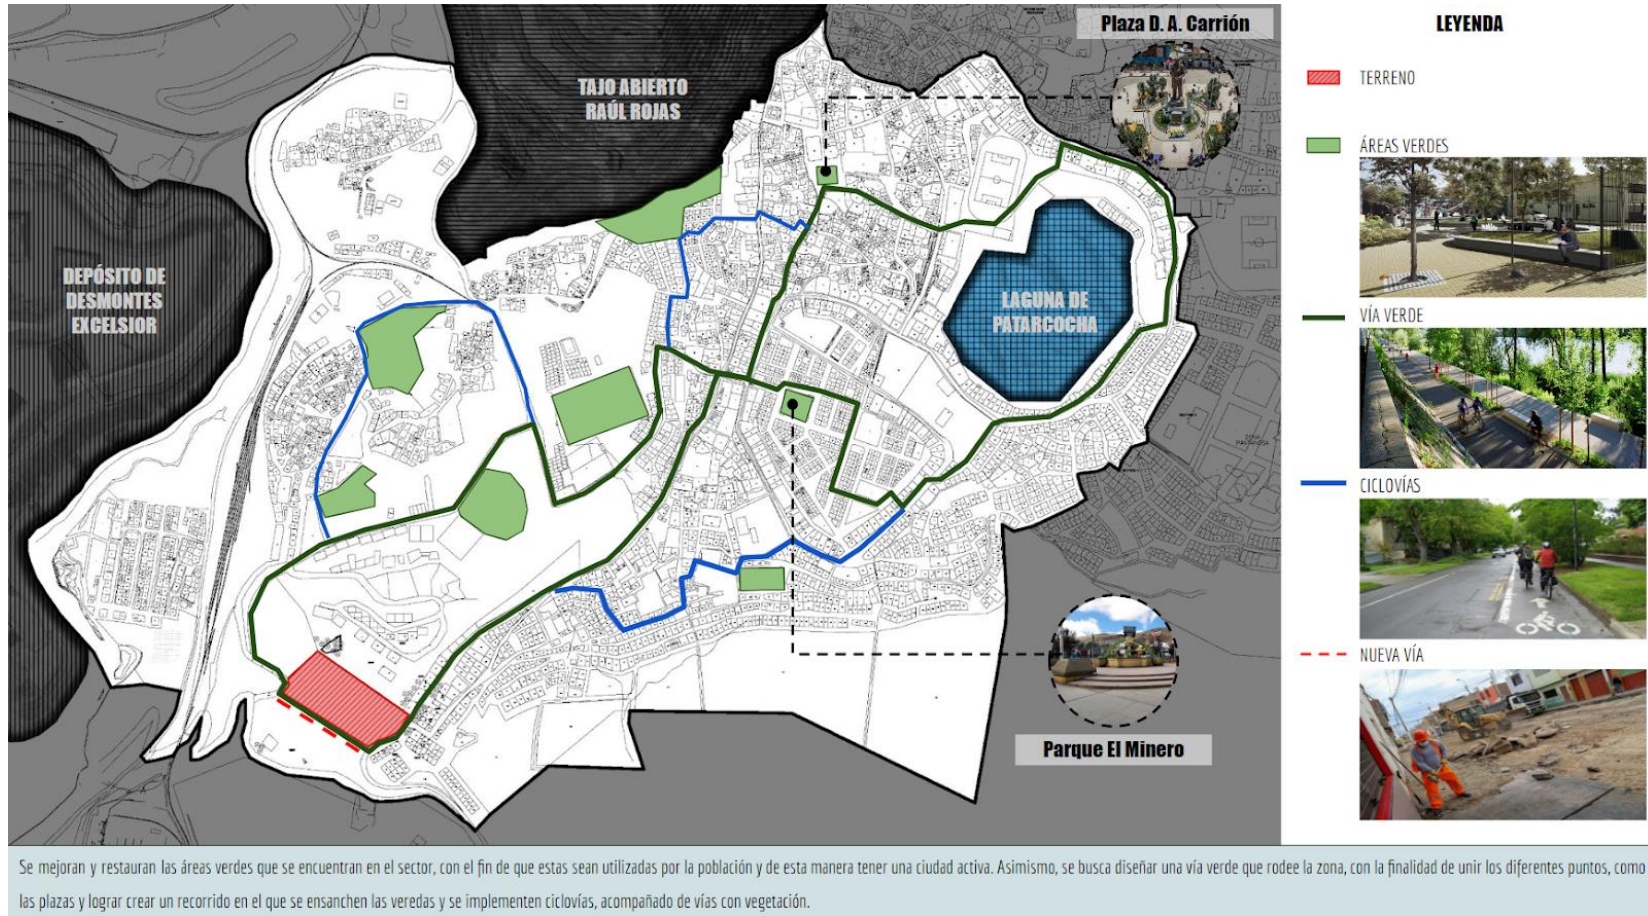 Plaza D. A. Carrión
TAJO ABIERTO
RAÚL ROJAS
DEPÓSITO DE
DESMONTES
EXCELSIOR
LAGUNA DE
PATARCOCHA
Parque El Minero
LEYENDA
TERRENO
ÁREAS VERDES
VÍA VERDE
CICLOVÍAS
NUEVA VÍA
Se mejoran y restauran las áreas verdes que se encuentran en el sector, con el fin de que estas sean utilizadas por la población y de esta manera tener una ciudad activa. Asimismo, se busca diseñar una vía verde que rodee la zona, con la finalidad de unir los diferentes puntos, como
las plazas y lograr crear un recorrido en el que se ensanchen las veredas y se implementen ciclovías, acompañado de vías con vegetación.